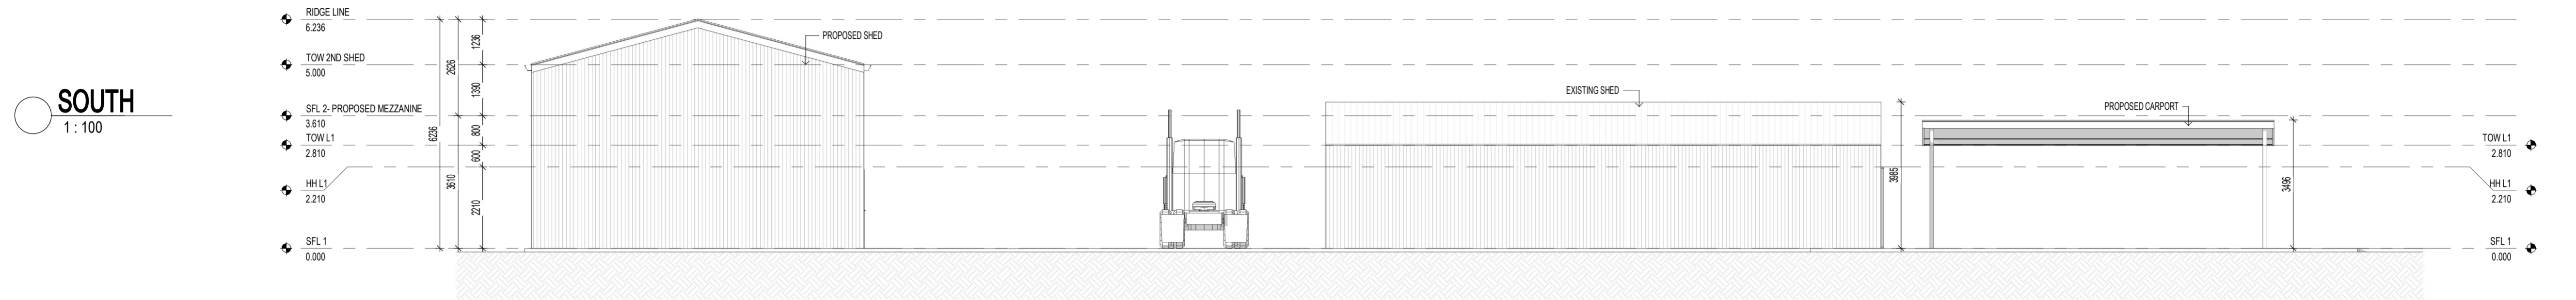 SOUTH
1 : 100
RIDGE LINE
6.236
TOW 2ND SHED
5.000
SFL 2- PROPOSED MEZZANINE
3.610
TOW L1
2.810
HH L1
2.210
SFL 1
0.000
6236
2626
3610
1236
1390
800
600
2210
PROPOSED SHED
EXISTING SHED
3985
PROPOSED CARPORT
3496
TOW L1
2.810
HH L1
2.210
SFL 1
0.000